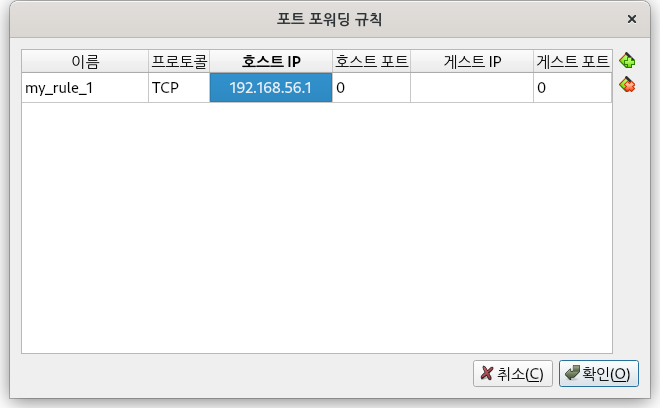 포트 포워딩 규칙
이름 프로토콜 호스트 IP 호스트 포트 게스트 IP 게스트 포트
my_rule_1 TCP 192.168.56.1 0 0
취소(C) 확인(O)